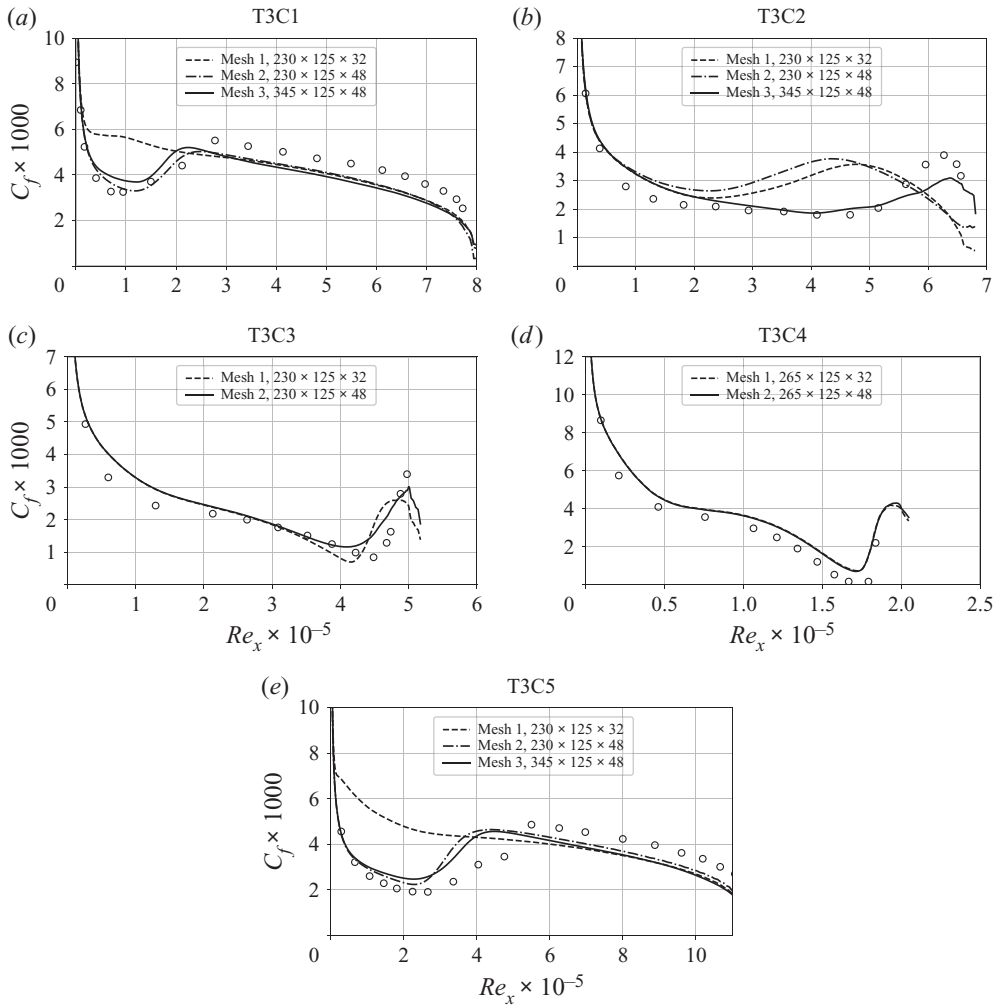 (a) T3C1
10
8
6
4
2
0 1 2 3 4 5 6 7 8
C_f × 1000
Mesh 1, 230 × 125 × 32
Mesh 2, 230 × 125 × 48
Mesh 3, 345 × 125 × 48
(b) T3C2
8
7
6
5
4
3
2
1
0 1 2 3 4 5 6 7
Mesh 1, 230 × 125 × 32
Mesh 2, 230 × 125 × 48
Mesh 3, 345 × 125 × 48
(c) T3C3
7
6
5
4
3
2
1
0 1 2 3 4 5 6
C_f × 1000
Re_x × 10⁻⁵
Mesh 1, 230 × 125 × 32
Mesh 2, 230 × 125 × 48
(d) T3C4
12
10
8
6
4
2
0 0.5 1.0 1.5 2.0 2.5
Re_x × 10⁻⁵
Mesh 1, 265 × 125 × 32
Mesh 2, 265 × 125 × 48
(e) T3C5
10
8
6
4
2
0 2 4 6 8 10
C_f × 1000
Re_x × 10⁻⁵
Mesh 1, 230 × 125 × 32
Mesh 2, 230 × 125 × 48
Mesh 3, 345 × 125 × 48